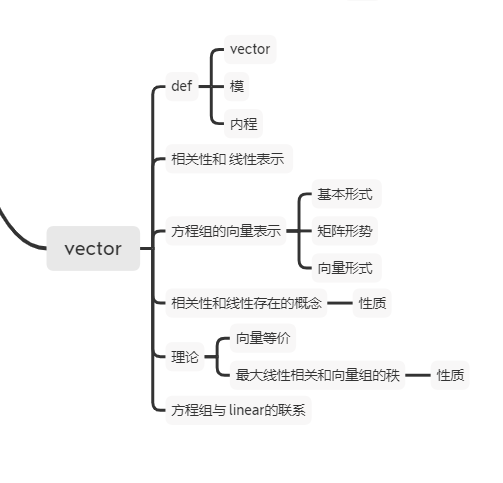 vector
def
vector
模
内程
相关性和 线性表示
方程组的向量表示
基本形式
矩阵形势
向量形式
相关性和线性存在的概念
性质
理论
向量等价
最大线性相关和向量组的秩
性质
方程组与 linear的联系